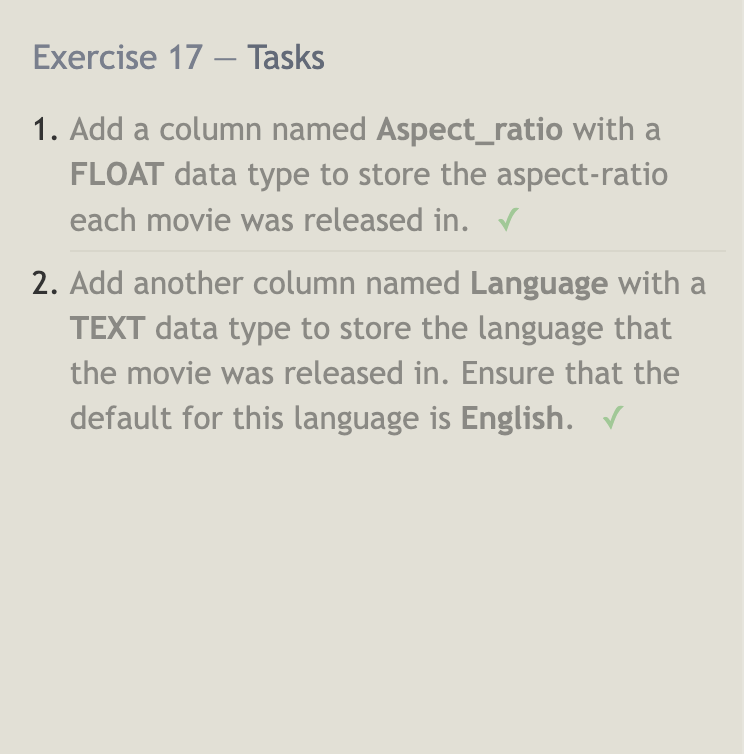 Exercise 17 — Tasks
1. Add a column named Aspect_ratio with a
FLOAT data type to store the aspect-ratio
each movie was released in. ✓
2. Add another column named Language with a
TEXT data type to store the language that
the movie was released in. Ensure that the
default for this language is English. ✓